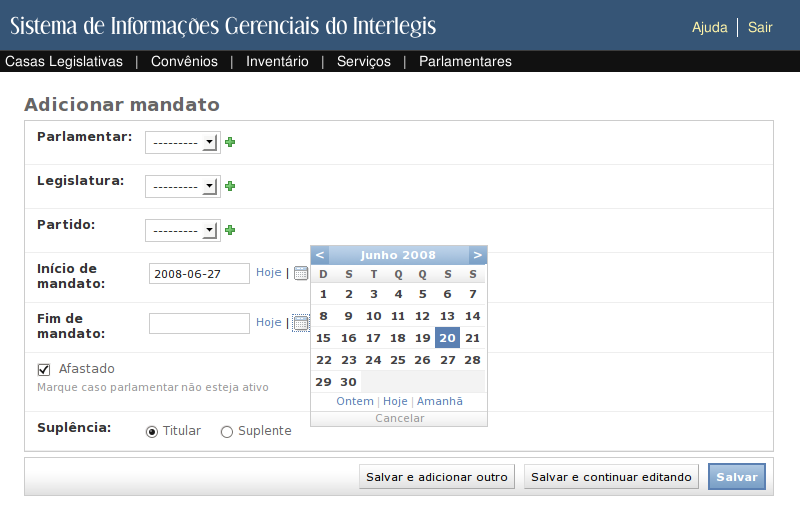 Sistema de Informações Gerenciais do Interlegis
Ajuda | Sair
Casas Legislativas | Convênios | Inventário | Serviços | Parlamentares
Adicionar mandato
Parlamentar: ---------
Legislatura: ---------
Partido: ---------
Início de mandato: 2008-06-27 Hoje |
Fim de mandato: Hoje |
< Junho 2008 >
D S T Q Q S S
1 2 3 4 5 6 7
8 9 10 11 12 13 14
15 16 17 18 19 20 21
22 23 24 25 26 27 28
29 30
Ontem | Hoje | Amanhã
Cancelar
Afastado
Marque caso parlamentar não esteja ativo
Suplência: Titular Suplente
Salvar e adicionar outro Salvar e continuar editando Salvar